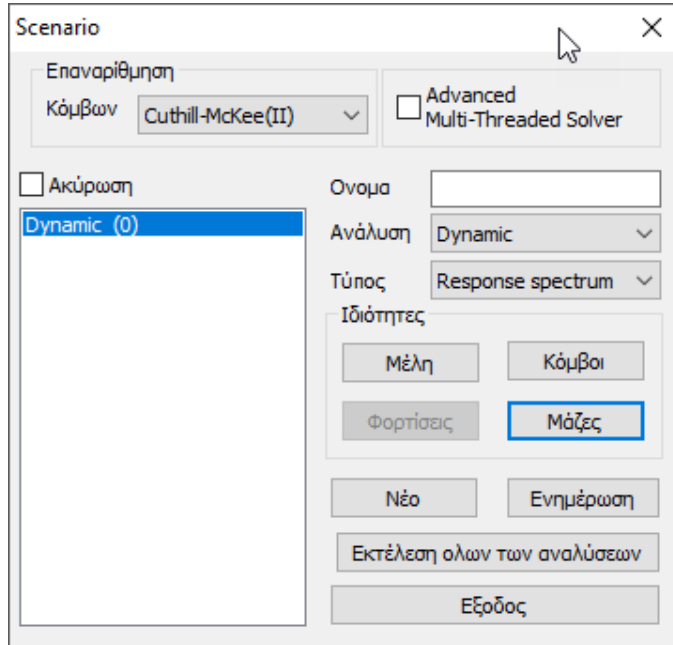 Scenario
Επαναρίθμηση
Κόμβων
Cuthill-McKee(II)
Advanced
Multi-Threaded Solver
Ακύρωση
Dynamic (0)
Ονομα
Ανάλυση
Dynamic
Τύπος
Response spectrum
Ιδιότητες
Μέλη
Κόμβοι
Φορτίσεις
Μάζες
Νέο
Ενημέρωση
Εκτέλεση ολων των αναλύσεων
Εξοδος